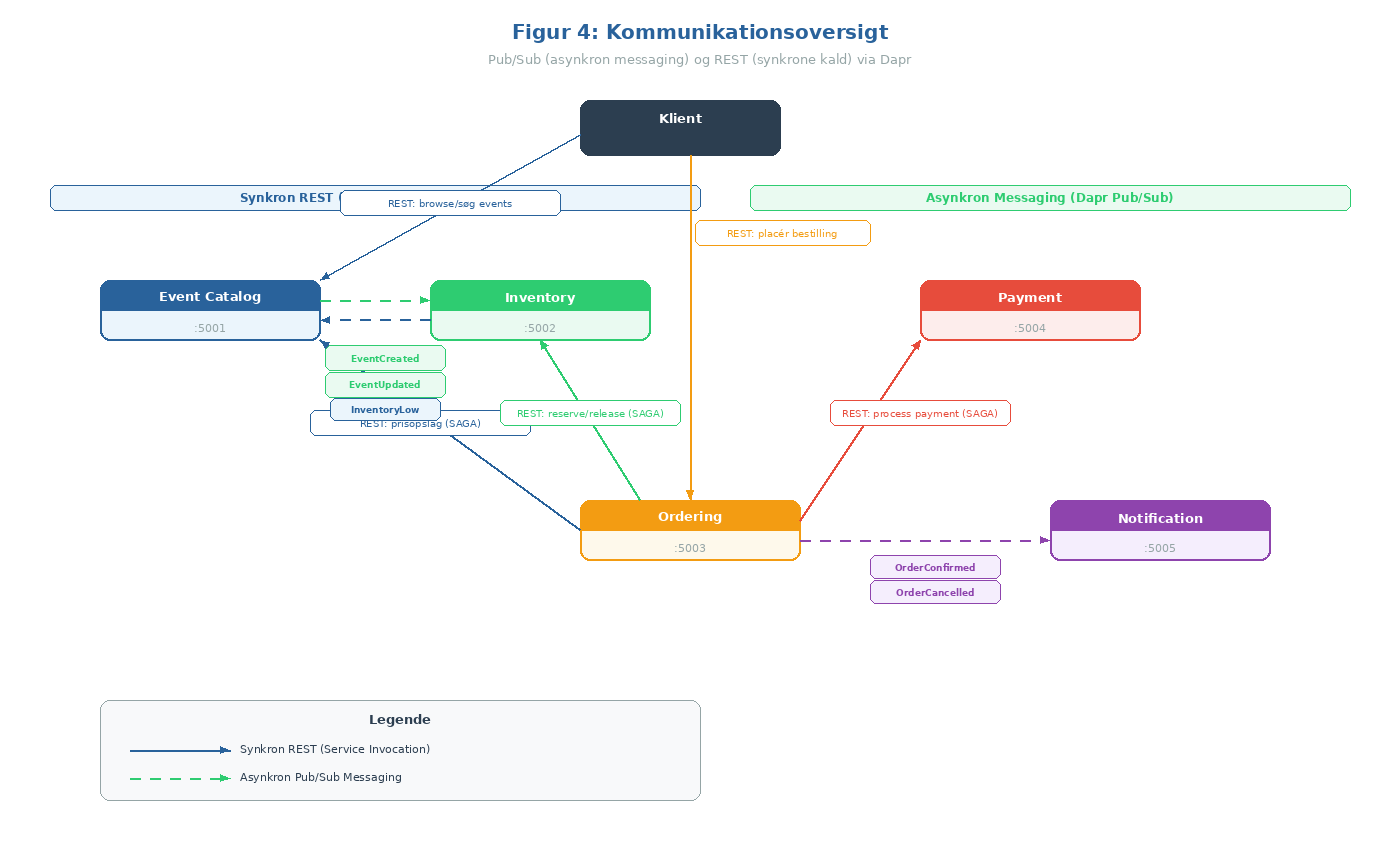 Figur 4: Kommunikationsoversigt
Pub/Sub (asynkron messaging) og REST (synkrone kald) via Dapr
Klient
Synkron REST (
REST: browse/søg events
Asynkron Messaging (Dapr Pub/Sub)
REST: placér bestilling
Event Catalog
:5001
Inventory
:5002
Payment
:5004
EventCreated
EventUpdated
InventoryLow
REST: prisopslag (SAGA)
REST: reserve/release (SAGA)
REST: process payment (SAGA)
Ordering
:5003
Notification
:5005
OrderConfirmed
OrderCancelled
Legende
Synkron REST (Service Invocation)
Asynkron Pub/Sub Messaging